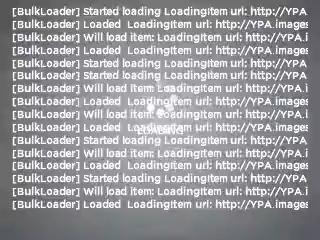 [BulkLoader] Started loading LoadingItem url: http://YPA
[BulkLoader] Loaded  LoadingItem url: http://YPA.images
[BulkLoader] Will load item: LoadingItem url: http://YPA.i
[BulkLoader] Loaded  LoadingItem url: http://YPA.images
[BulkLoader] Started loading LoadingItem url: http://YPA
[BulkLoader] Loaded  LoadingItem url: http://YPA.images
[BulkLoader] Will load item: LoadingItem url: http://YPA.i
[BulkLoader] Loaded  LoadingItem url: http://YPA.images
[BulkLoader] Will load item: LoadingItem url: http://YPA.i
[BulkLoader] Loaded  LoadingItem url: http://YPA.images
LOADING
[BulkLoader] Started loading LoadingItem url: http://YPA
[BulkLoader] Will load item: LoadingItem url: http://YPA.i
[BulkLoader] Loaded  LoadingItem url: http://YPA.images
[BulkLoader] Started loading LoadingItem url: http://YPA
[BulkLoader] Will load item: LoadingItem url: http://YPA.i
[BulkLoader] Loaded  LoadingItem url: http://YPA.images